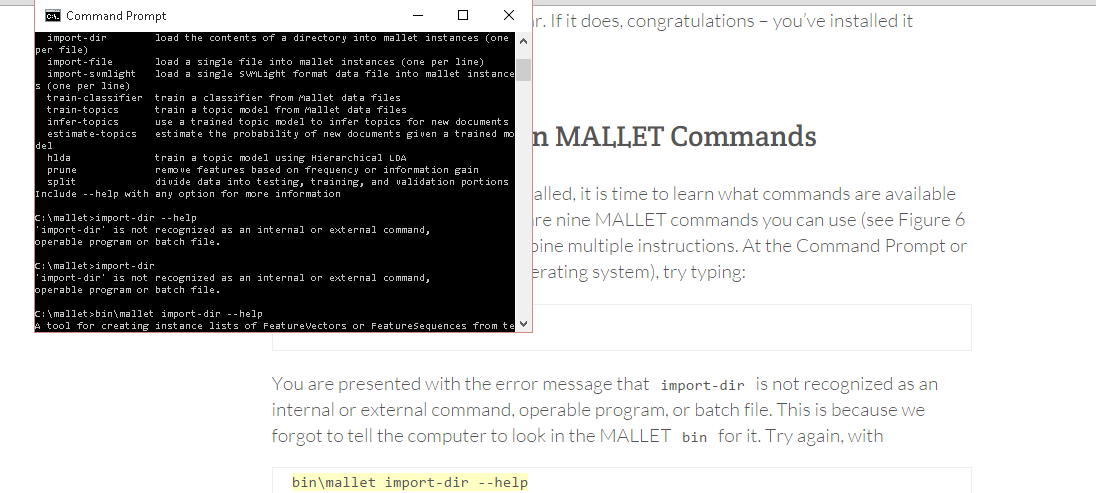 Command Prompt
import-dir load the contents of a directory into mallet instances (one
per file)
import-file load a single file into mallet instances (one per line)
import-svmlight load a single SVMLight format data file into mallet instance
s (one per line)
train-classifier train a classifier from Mallet data files
train-topics train a topic model from Mallet data files
infer-topics use a trained topic model to infer topics for new documents
estimate-topics estimate the probability of new documents given a trained mo
del
hlda train a topic model using Hierarchical LDA
prune remove features based on frequency or information gain
split divide data into testing, training, and validation portions
Include --help with any option for more information
C:\mallet>import-dir --help
'import-dir' is not recognized as an internal or external command,
operable program or batch file.
C:\mallet>import-dir
'import-dir' is not recognized as an internal or external command,
operable program or batch file.
C:\mallet>bin\mallet import-dir --help
A tool for creating instance lists of FeatureVectors or FeatureSequences from te
ar. If it does, congratulations – you’ve installed it
n MALLET Commands
alled, it is time to learn what commands are available
are nine MALLET commands you can use (see Figure 6
bine multiple instructions. At the Command Prompt or
erating system), try typing:
You are presented with the error message that import-dir is not recognized as an
internal or external command, operable program, or batch file. This is because we
forgot to tell the computer to look in the MALLET bin for it. Try again, with
bin\mallet import-dir --help